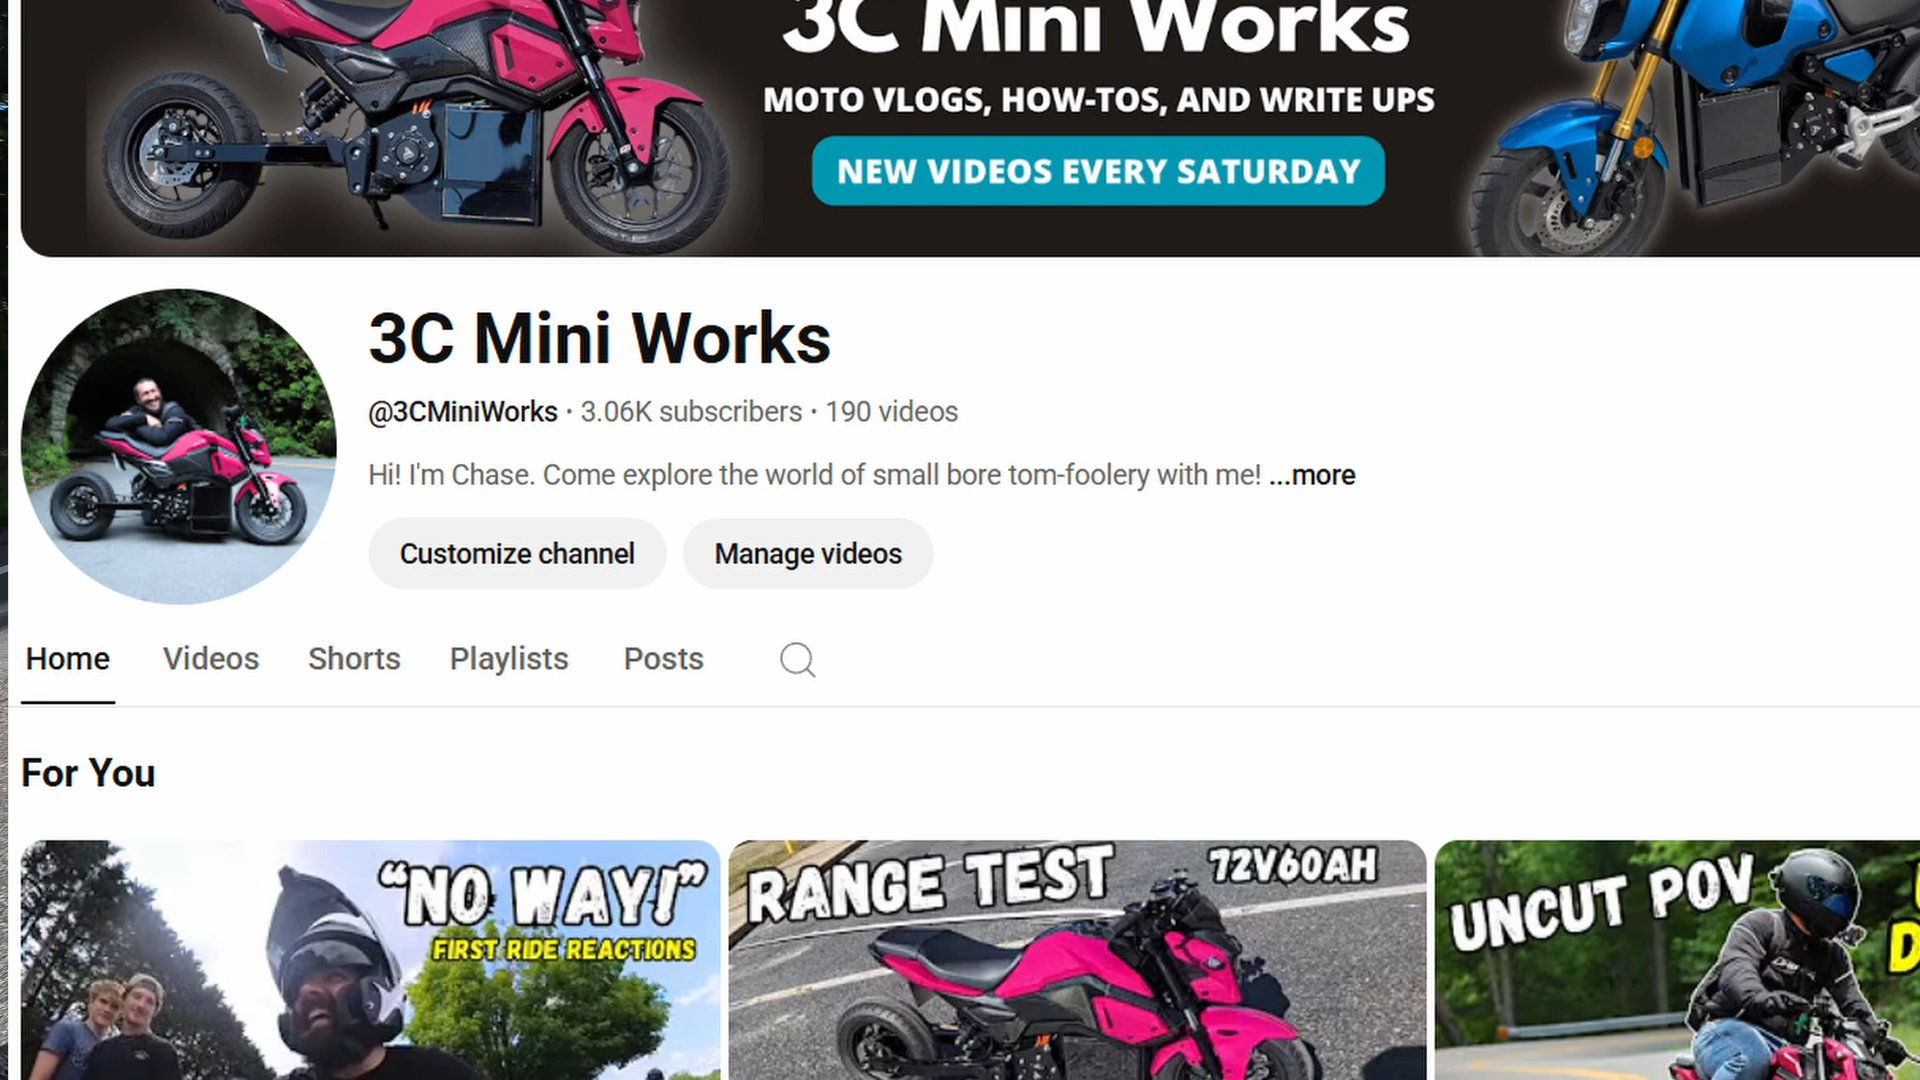 3C Mini Works
MOTO VLOGS, HOW-TOS, AND WRITE UPS
NEW VIDEOS EVERY SATURDAY
3C Mini Works
@3CMiniWorks · 3.06K subscribers · 190 videos
Hi! I'm Chase. Come explore the world of small bore tom-foolery with me! ...more
Customize channel
Manage videos
Home
Videos
Shorts
Playlists
Posts
For You
“NO WAY!”
FIRST RIDE REACTIONS
RANGE TEST
72V60AH
UNCUT POV